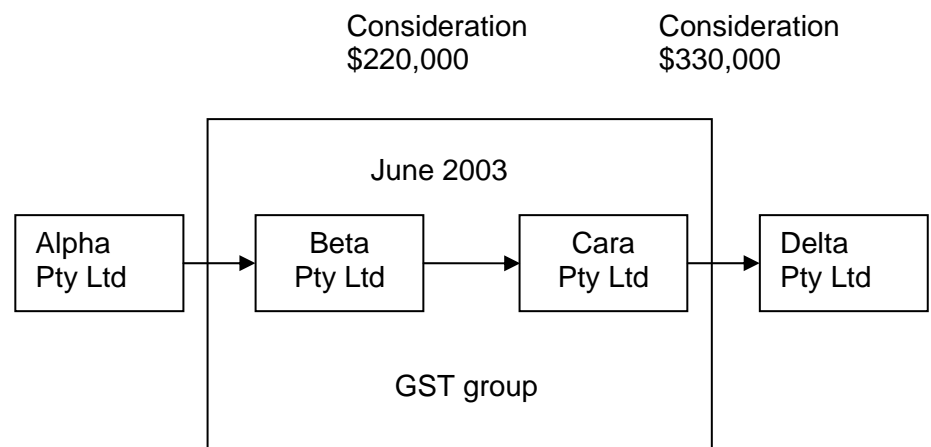 Consideration
$220,000
Consideration
$330,000
June 2003
Alpha
Pty Ltd
Beta
Pty Ltd
Cara
Pty Ltd
Delta
Pty Ltd
GST group